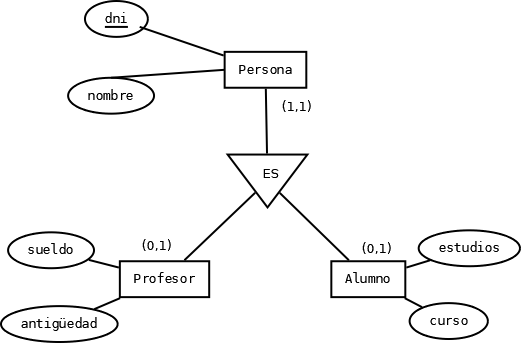 dni
Persona
nombre
(1,1)
ES
(0,1)
(0,1)
sueldo
estudios
Profesor
Alumno
antigüedad
curso